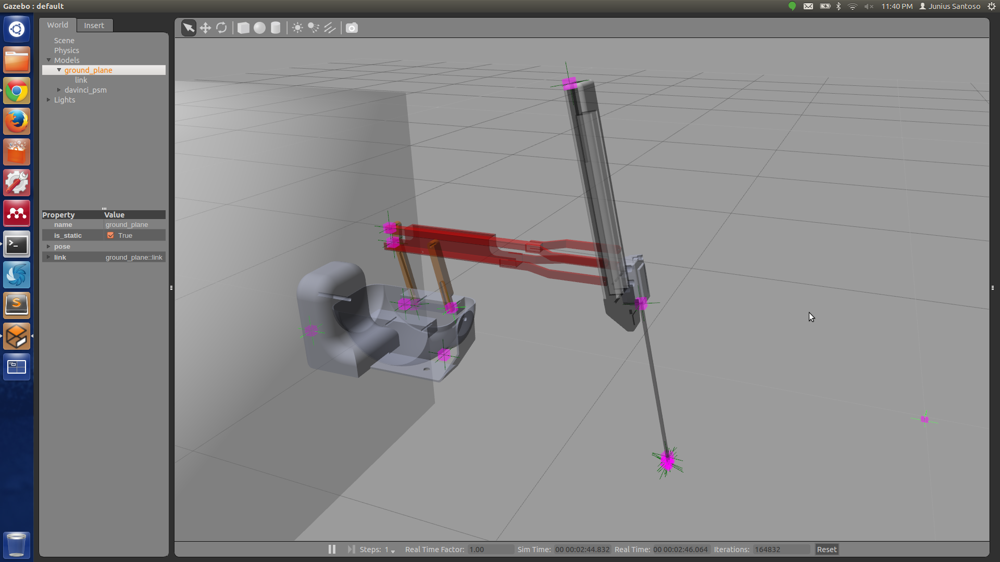 Gazebo : default
11:40 PM Junius Santoso
World Insert
Scene
Physics
Models
ground_plane
link
davinci_psm
Lights
Property Value
name ground_plane
is_static True
pose
link ground_plane::link
Steps: 1 Real Time Factor: 1.00 Sim Time: 00 00:02:44.832 Real Time: 00 00:02:46.064 Iterations: 164832 Reset